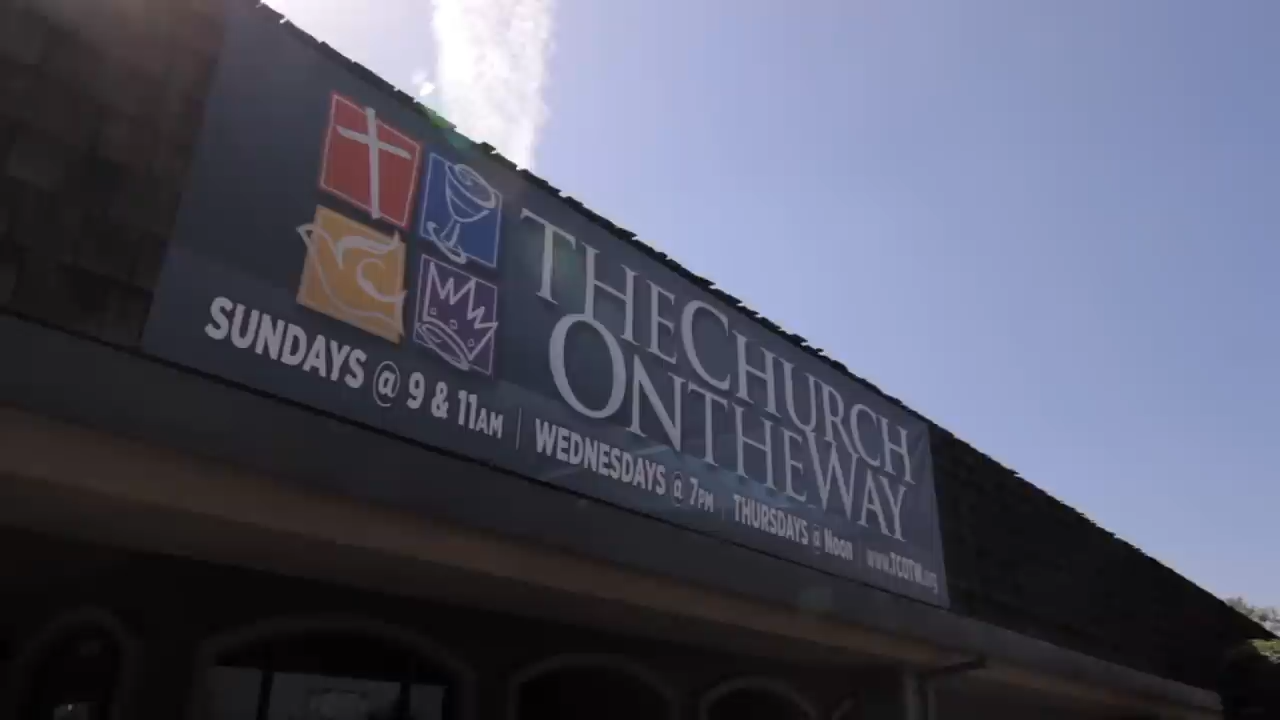 THE CHURCH
ON THE WAY
SUNDAYS @ 9 & 11AM | WEDNESDAYS @ 7PM | THURSDAYS @ Noon | www.TCOTW.org